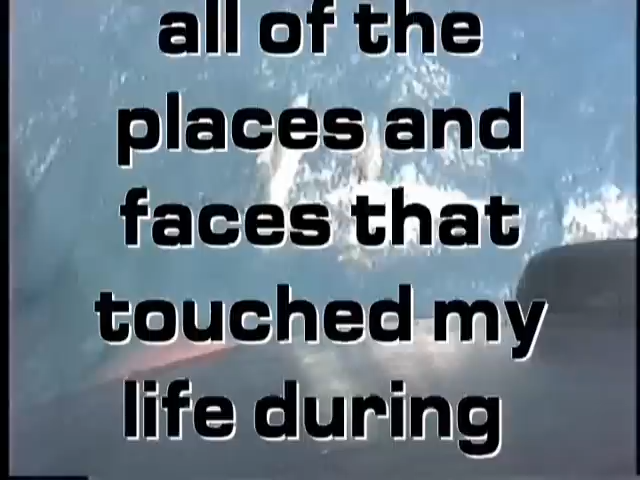 all of the
places and
faces that
touched my
life during